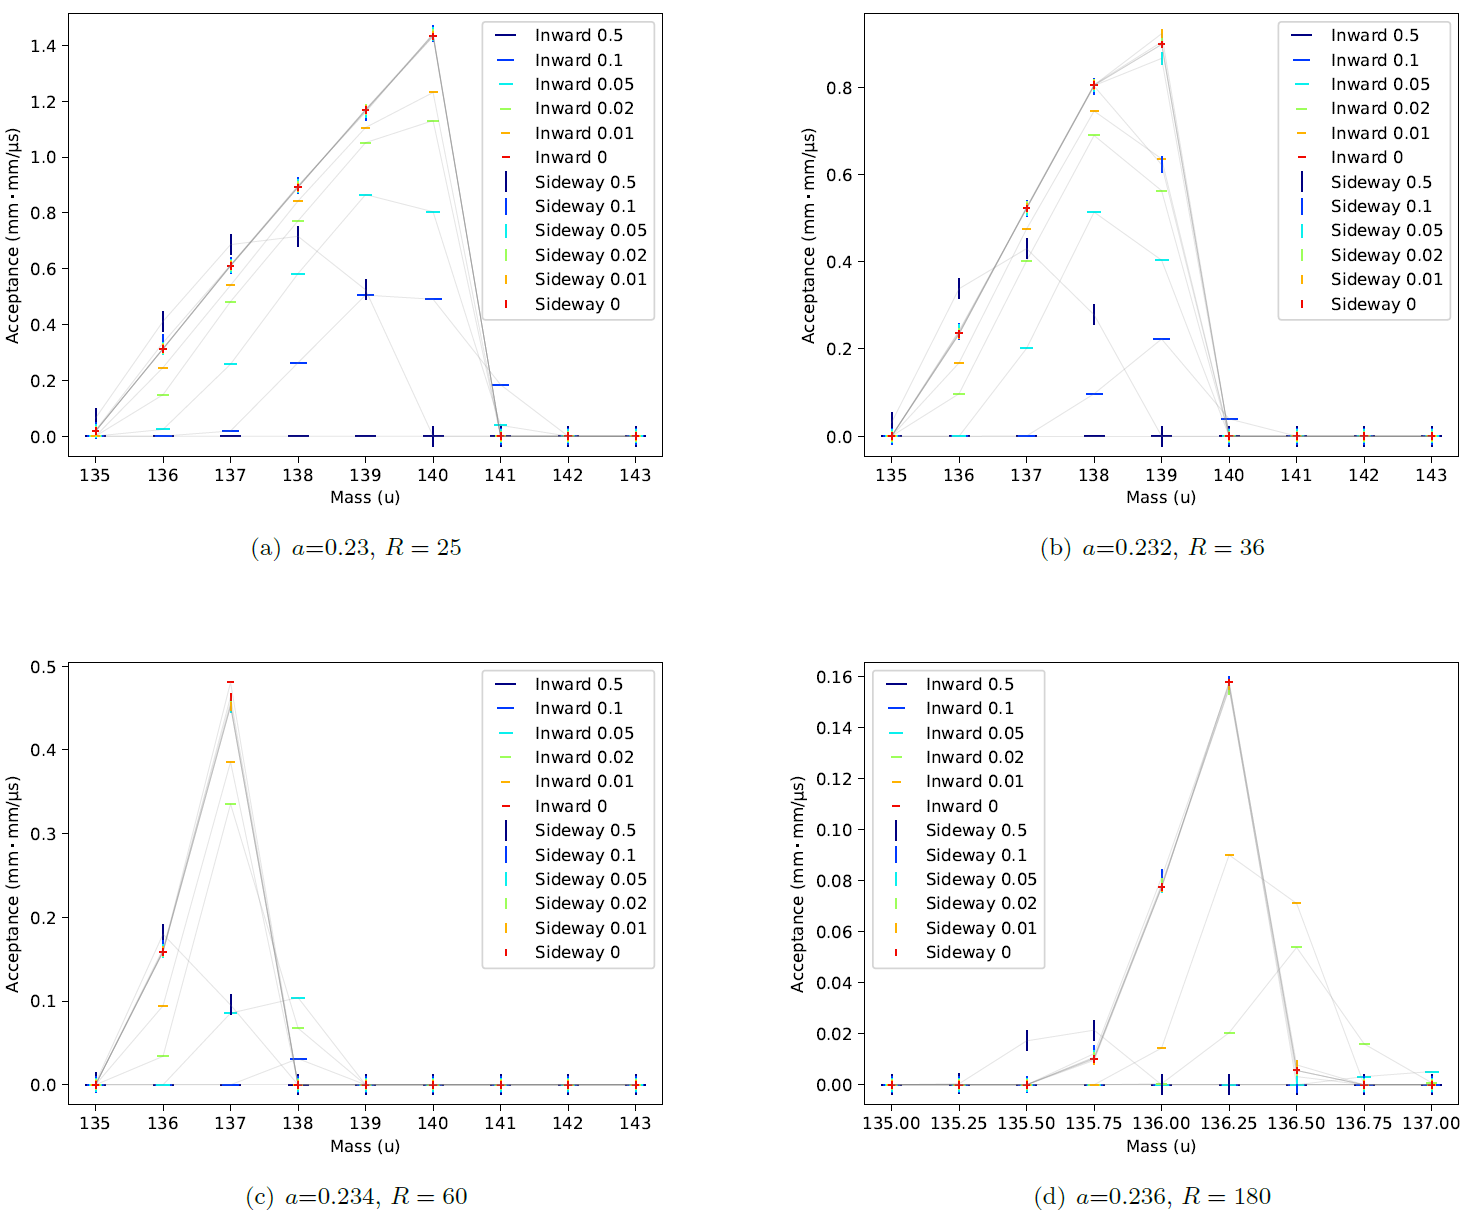 Acceptance (mm·mm/μs)
1.4
1.2
1.0
0.8
0.6
0.4
0.2
0.0
135 136 137 138 139 140 141 142 143
Mass (u)
Inward 0.5
Inward 0.1
Inward 0.05
Inward 0.02
Inward 0.01
Inward 0
Sideway 0.5
Sideway 0.1
Sideway 0.05
Sideway 0.02
Sideway 0.01
Sideway 0
(a) a=0.23, R = 25
Acceptance (mm·mm/μs)
0.8
0.6
0.4
0.2
0.0
135 136 137 138 139 140 141 142 143
Mass (u)
Inward 0.5
Inward 0.1
Inward 0.05
Inward 0.02
Inward 0.01
Inward 0
Sideway 0.5
Sideway 0.1
Sideway 0.05
Sideway 0.02
Sideway 0.01
Sideway 0
(b) a=0.232, R = 36
Acceptance (mm·mm/μs)
0.5
0.4
0.3
0.2
0.1
0.0
135 136 137 138 139 140 141 142 143
Mass (u)
Inward 0.5
Inward 0.1
Inward 0.05
Inward 0.02
Inward 0.01
Inward 0
Sideway 0.5
Sideway 0.1
Sideway 0.05
Sideway 0.02
Sideway 0.01
Sideway 0
(c) a=0.234, R = 60
Acceptance (mm·mm/μs)
0.16
0.14
0.12
0.10
0.08
0.06
0.04
0.02
0.00
135.00 135.25 135.50 135.75 136.00 136.25 136.50 136.75 137.00
Mass (u)
Inward 0.5
Inward 0.1
Inward 0.05
Inward 0.02
Inward 0.01
Inward 0
Sideway 0.5
Sideway 0.1
Sideway 0.05
Sideway 0.02
Sideway 0.01
Sideway 0
(d) a=0.236, R = 180